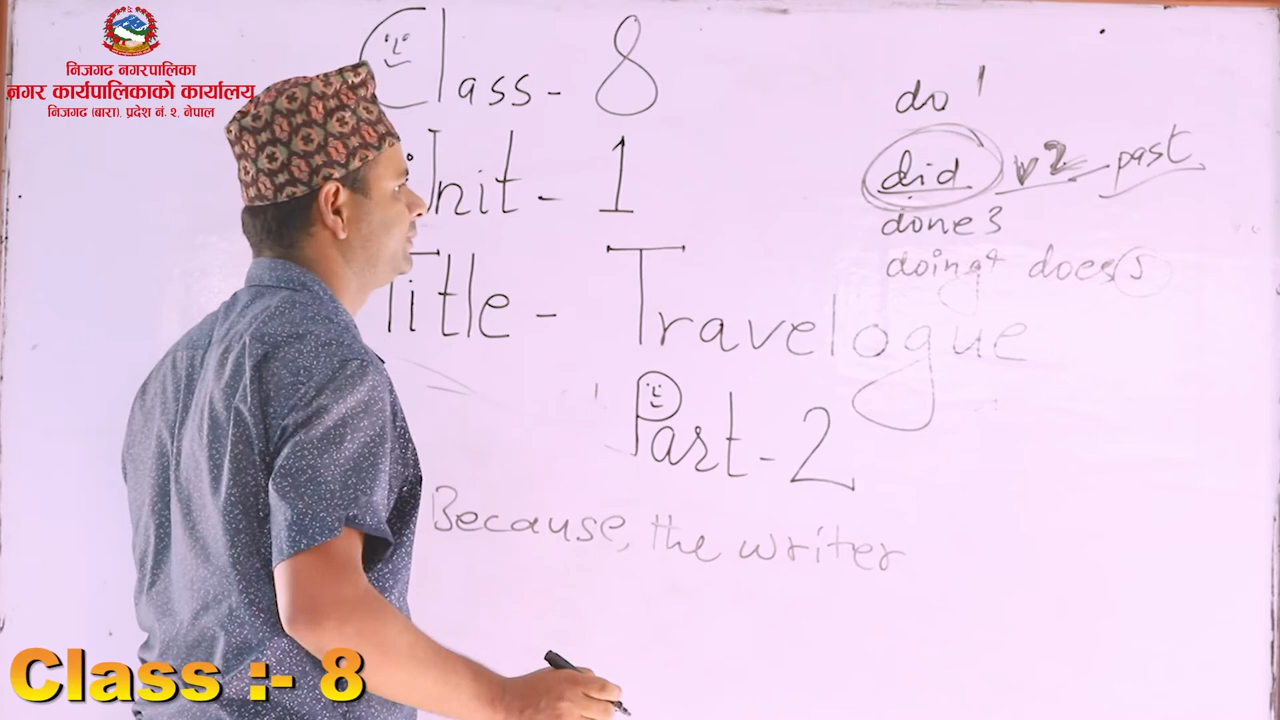 निजगढ नगरपालिका
नगर कार्यपालिकाको कार्यालय
निजगढ (बारा), प्रदेश नं. २, नेपाल
Class - 8
Unit - 1
Title - Travelogue
Part - 2
Because, the writer
do 1
did v2 past
done 3
doing 4 does 5
Class :- 8